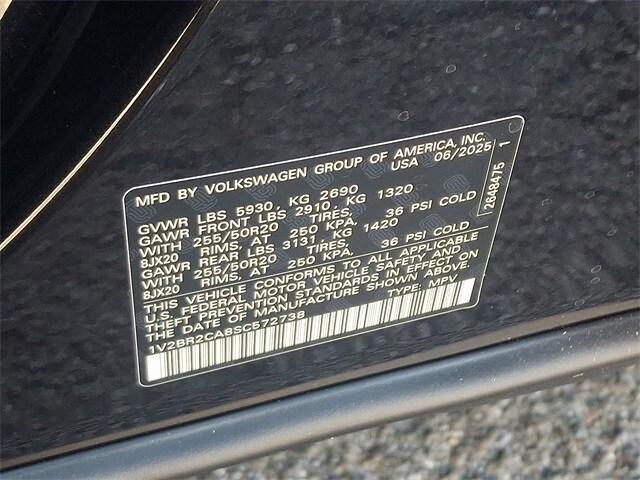 MFD BY VOLKSWAGEN GROUP OF AMERICA, INC.
USA 06/2025
GVWR LBS 5930, KG 2690
GAWR FRONT LBS 2910, KG 1320
WITH 255/50R20 TIRES,
8JX20 RIMS, AT 250 KPA, 36 PSI COLD
GAWR REAR LBS 3131, KG 1420
WITH 255/50R20 TIRES,
8JX20 RIMS, AT 250 KPA, 36 PSI COLD
THIS VEHICLE CONFORMS TO ALL APPLICABLE
U.S. FEDERAL MOTOR VEHICLE SAFETY AND
THEFT PREVENTION STANDARDS IN EFFECT ON
THE DATE OF MANUFACTURE SHOWN ABOVE.
1V2BR2CA8SC572738 TYPE: MPV
2648475 1